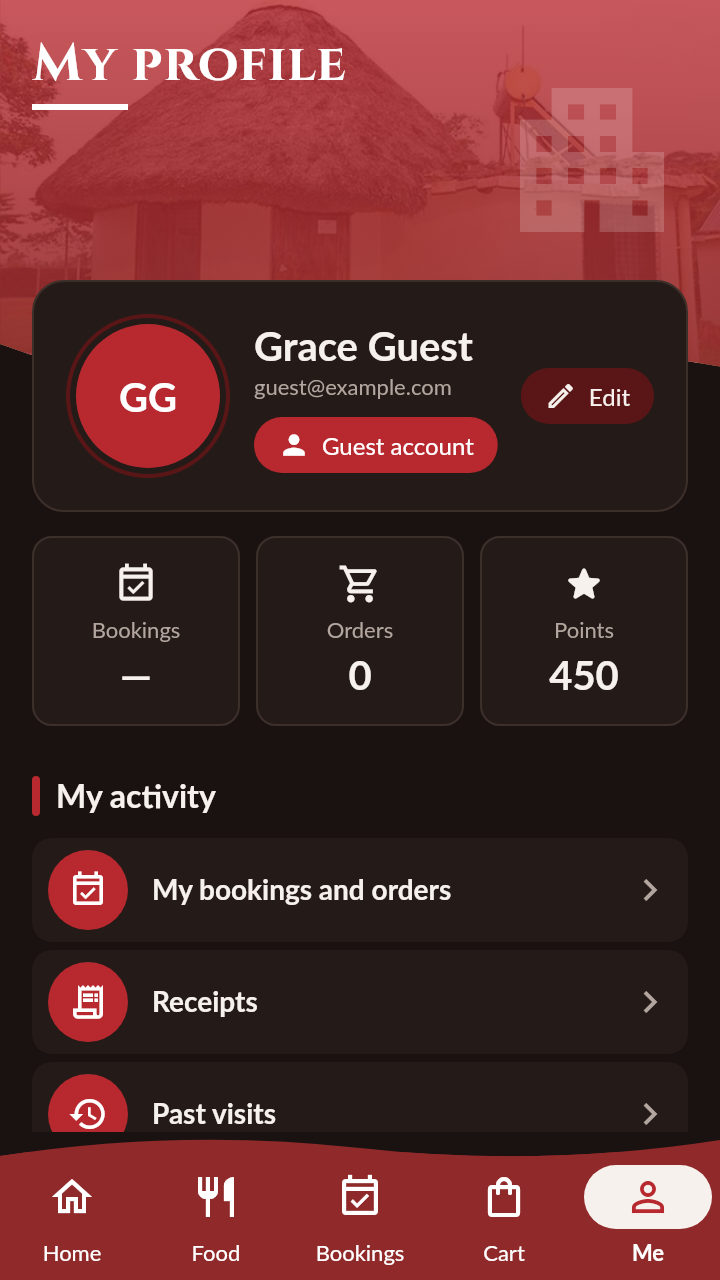 My profile
GG
Grace Guest
guest@example.com
Guest account
Edit
Bookings
—
Orders
0
Points
450
My activity
My bookings and orders
Receipts
Past visits
Home
Food
Bookings
Cart
Me